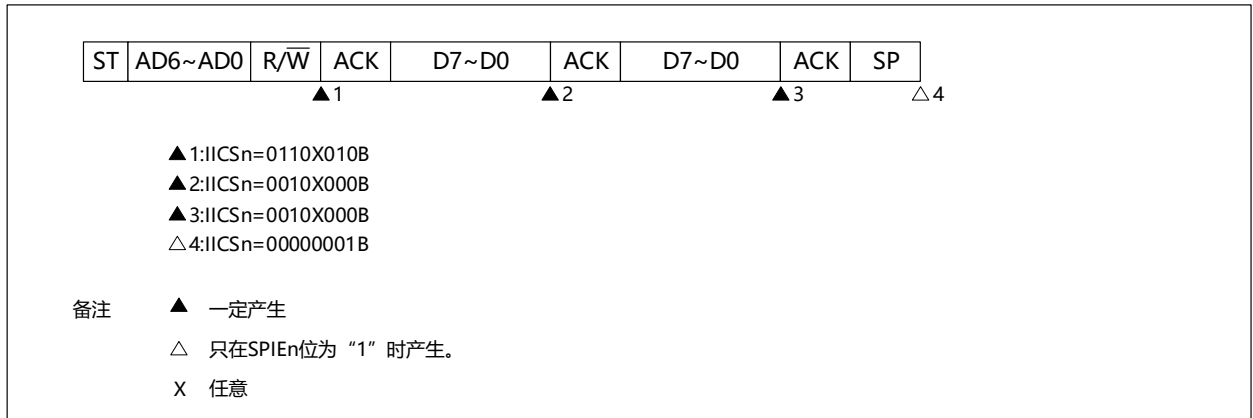 ST AD6~AD0 R/W̅ ACK D7~D0 ACK D7~D0 ACK SP
▲1 ▲2 ▲3 △4
▲1:IICSn=0110X010B
▲2:IICSn=0010X000B
▲3:IICSn=0010X000B
△4:IICSn=00000001B
备注 ▲ 一定产生
△ 只在SPIEn位为“1”时产生。
X 任意